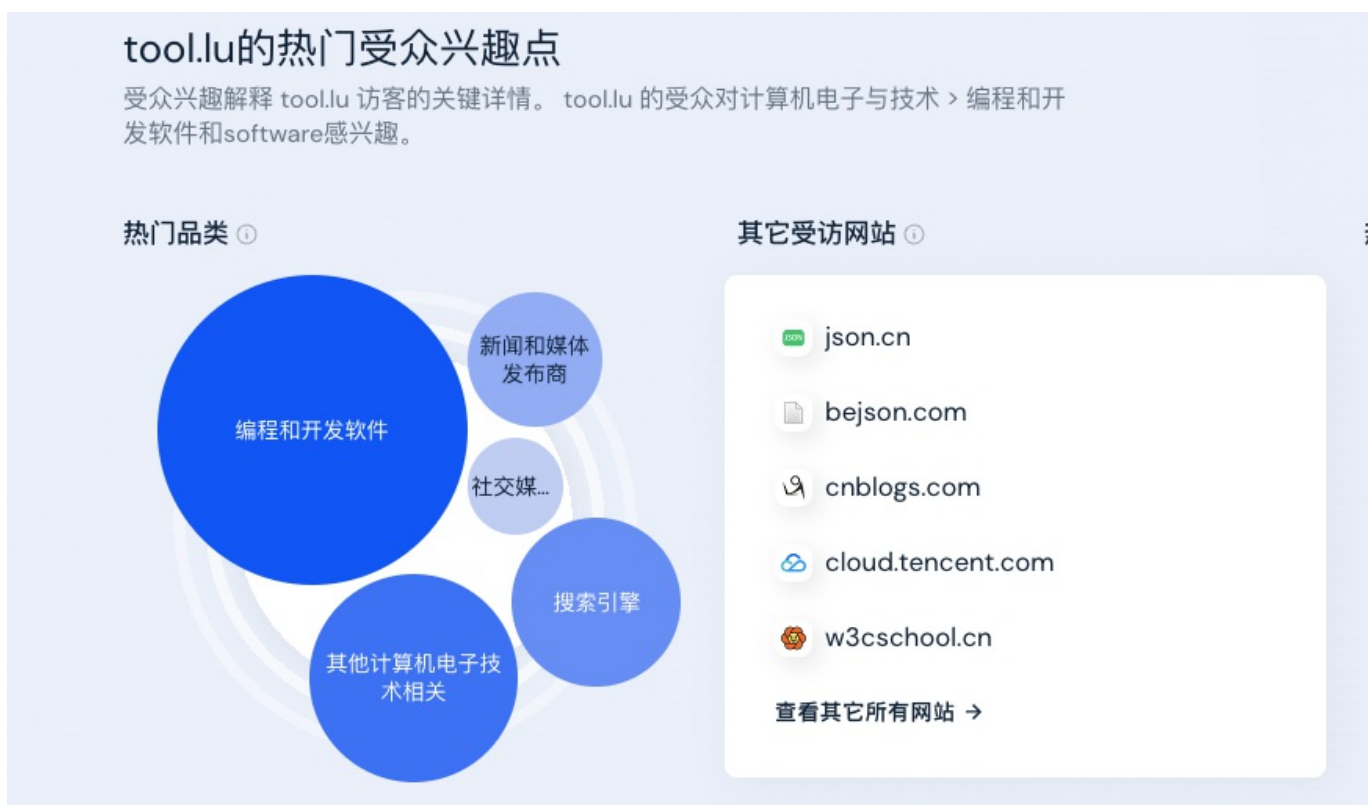 tool.lu的热门受众兴趣点
受众兴趣解释 tool.lu 访客的关键详情。 tool.lu 的受众对计算机电子与技术 > 编程和开
发软件和software感兴趣。
热门品类
编程和开发软件
新闻和媒体
发布商
社交媒...
搜索引擎
其他计算机电子技
术相关
其它受访网站
JSON
json.cn
bejson.com
cnblogs.com
cloud.tencent.com
w3cschool.cn
查看其它所有网站 →